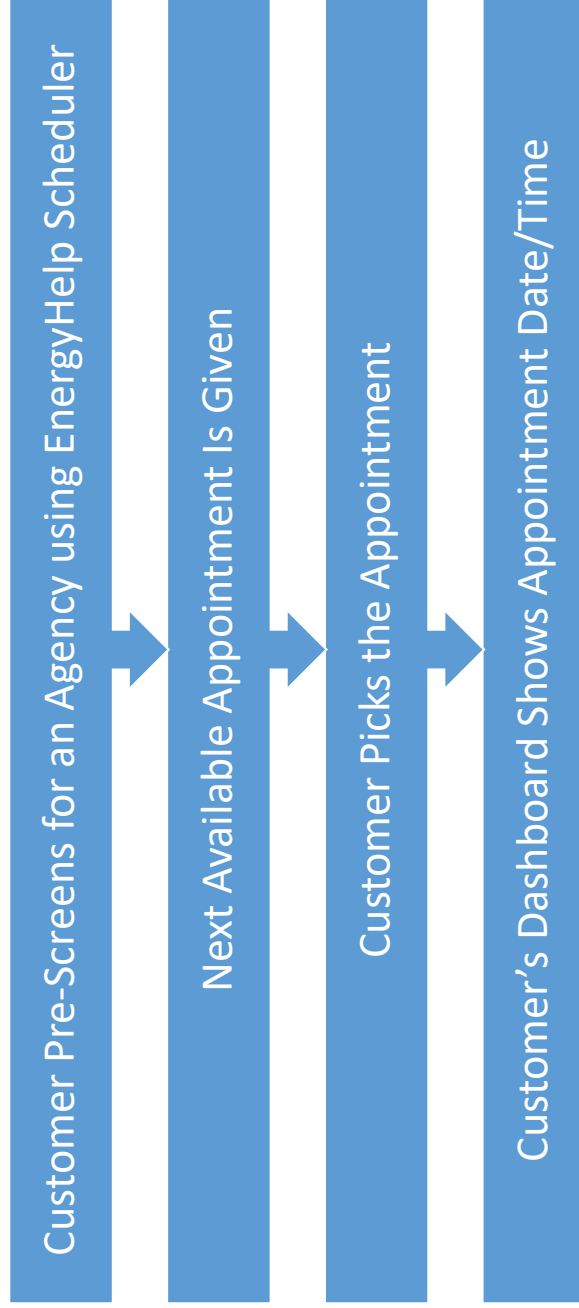 Customer Pre-Screens for an Agency using EnergyHelp Scheduler
Next Available Appointment Is Given
Customer Picks the Appointment
Customer’s Dashboard Shows Appointment Date/Time